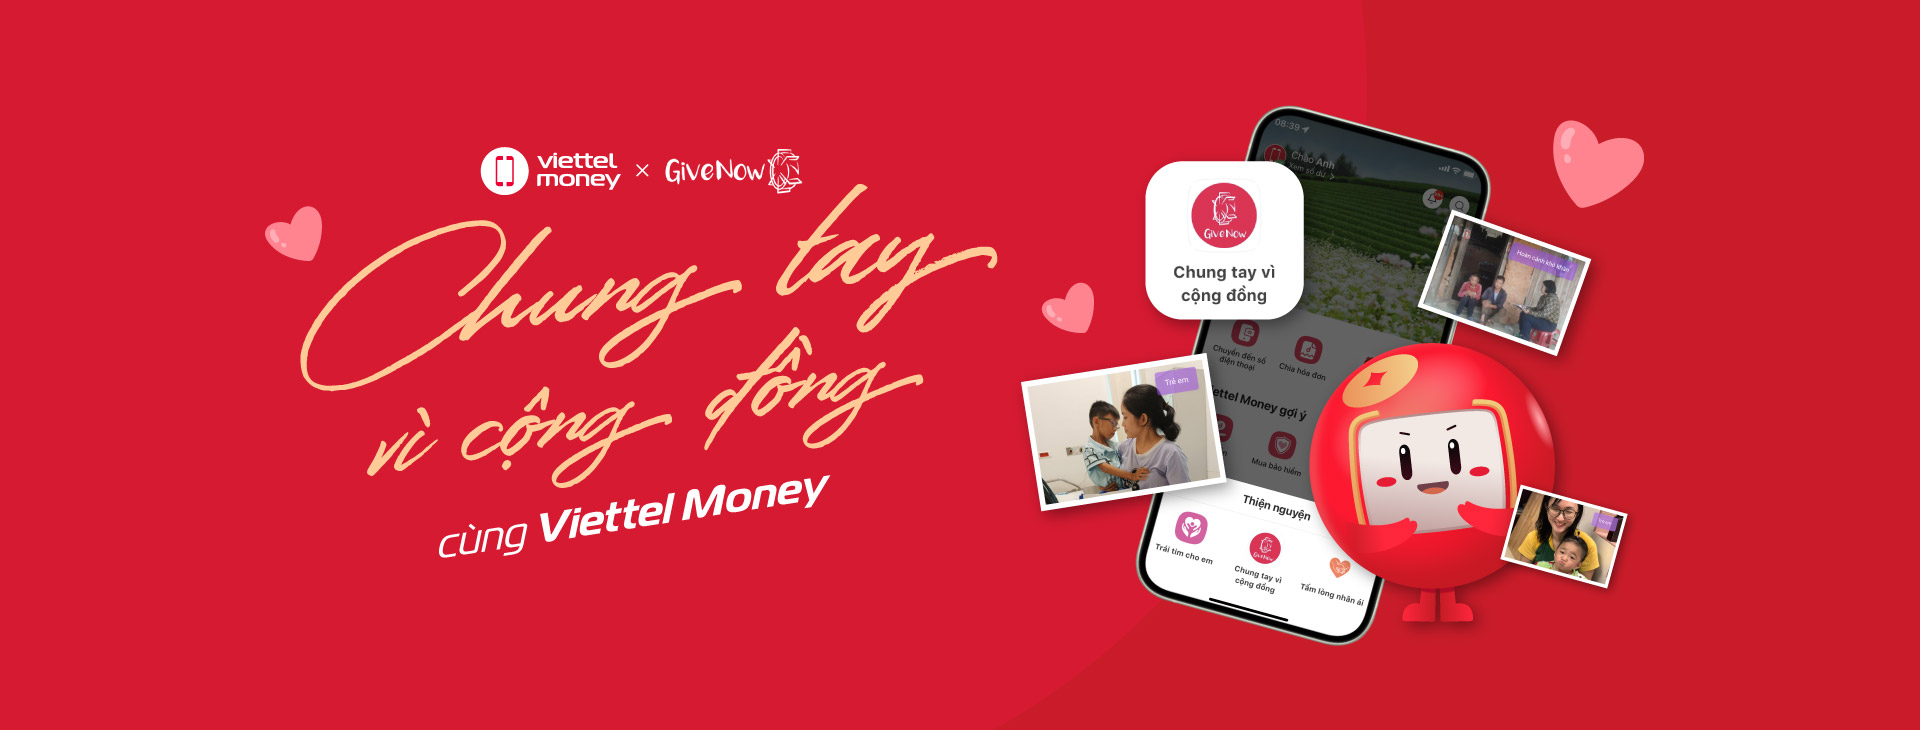 viettel
money
×
GiveNow
Chung tay
vì cộng đồng
cùng Viettel Money
08:39
Chào Anh
Xem số dư >
GiveNow
Chung tay vì
cộng đồng
Hoàn cảnh khó khăn
Chuyển đến số
điện thoại
Chia hóa đơn
ettel Money gợi ý
Mua bảo hiểm
Trẻ em
Thiện nguyện
Trái tim cho em
GiveNow
Chung tay vì
cộng đồng
Tấm lòng nhân ái
Trẻ em